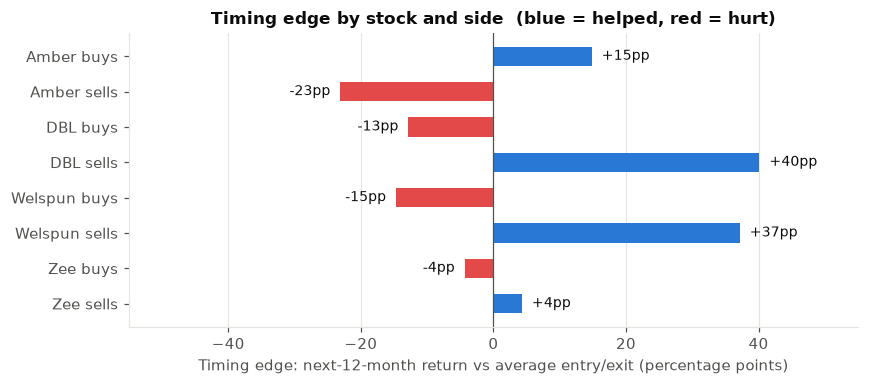 Timing edge by stock and side  (blue = helped, red = hurt)
Amber buys
+15pp
Amber sells
-23pp
DBL buys
-13pp
DBL sells
+40pp
Welspun buys
-15pp
Welspun sells
+37pp
Zee buys
-4pp
Zee sells
+4pp
−40 −20 0 20 40
Timing edge: next-12-month return vs average entry/exit (percentage points)